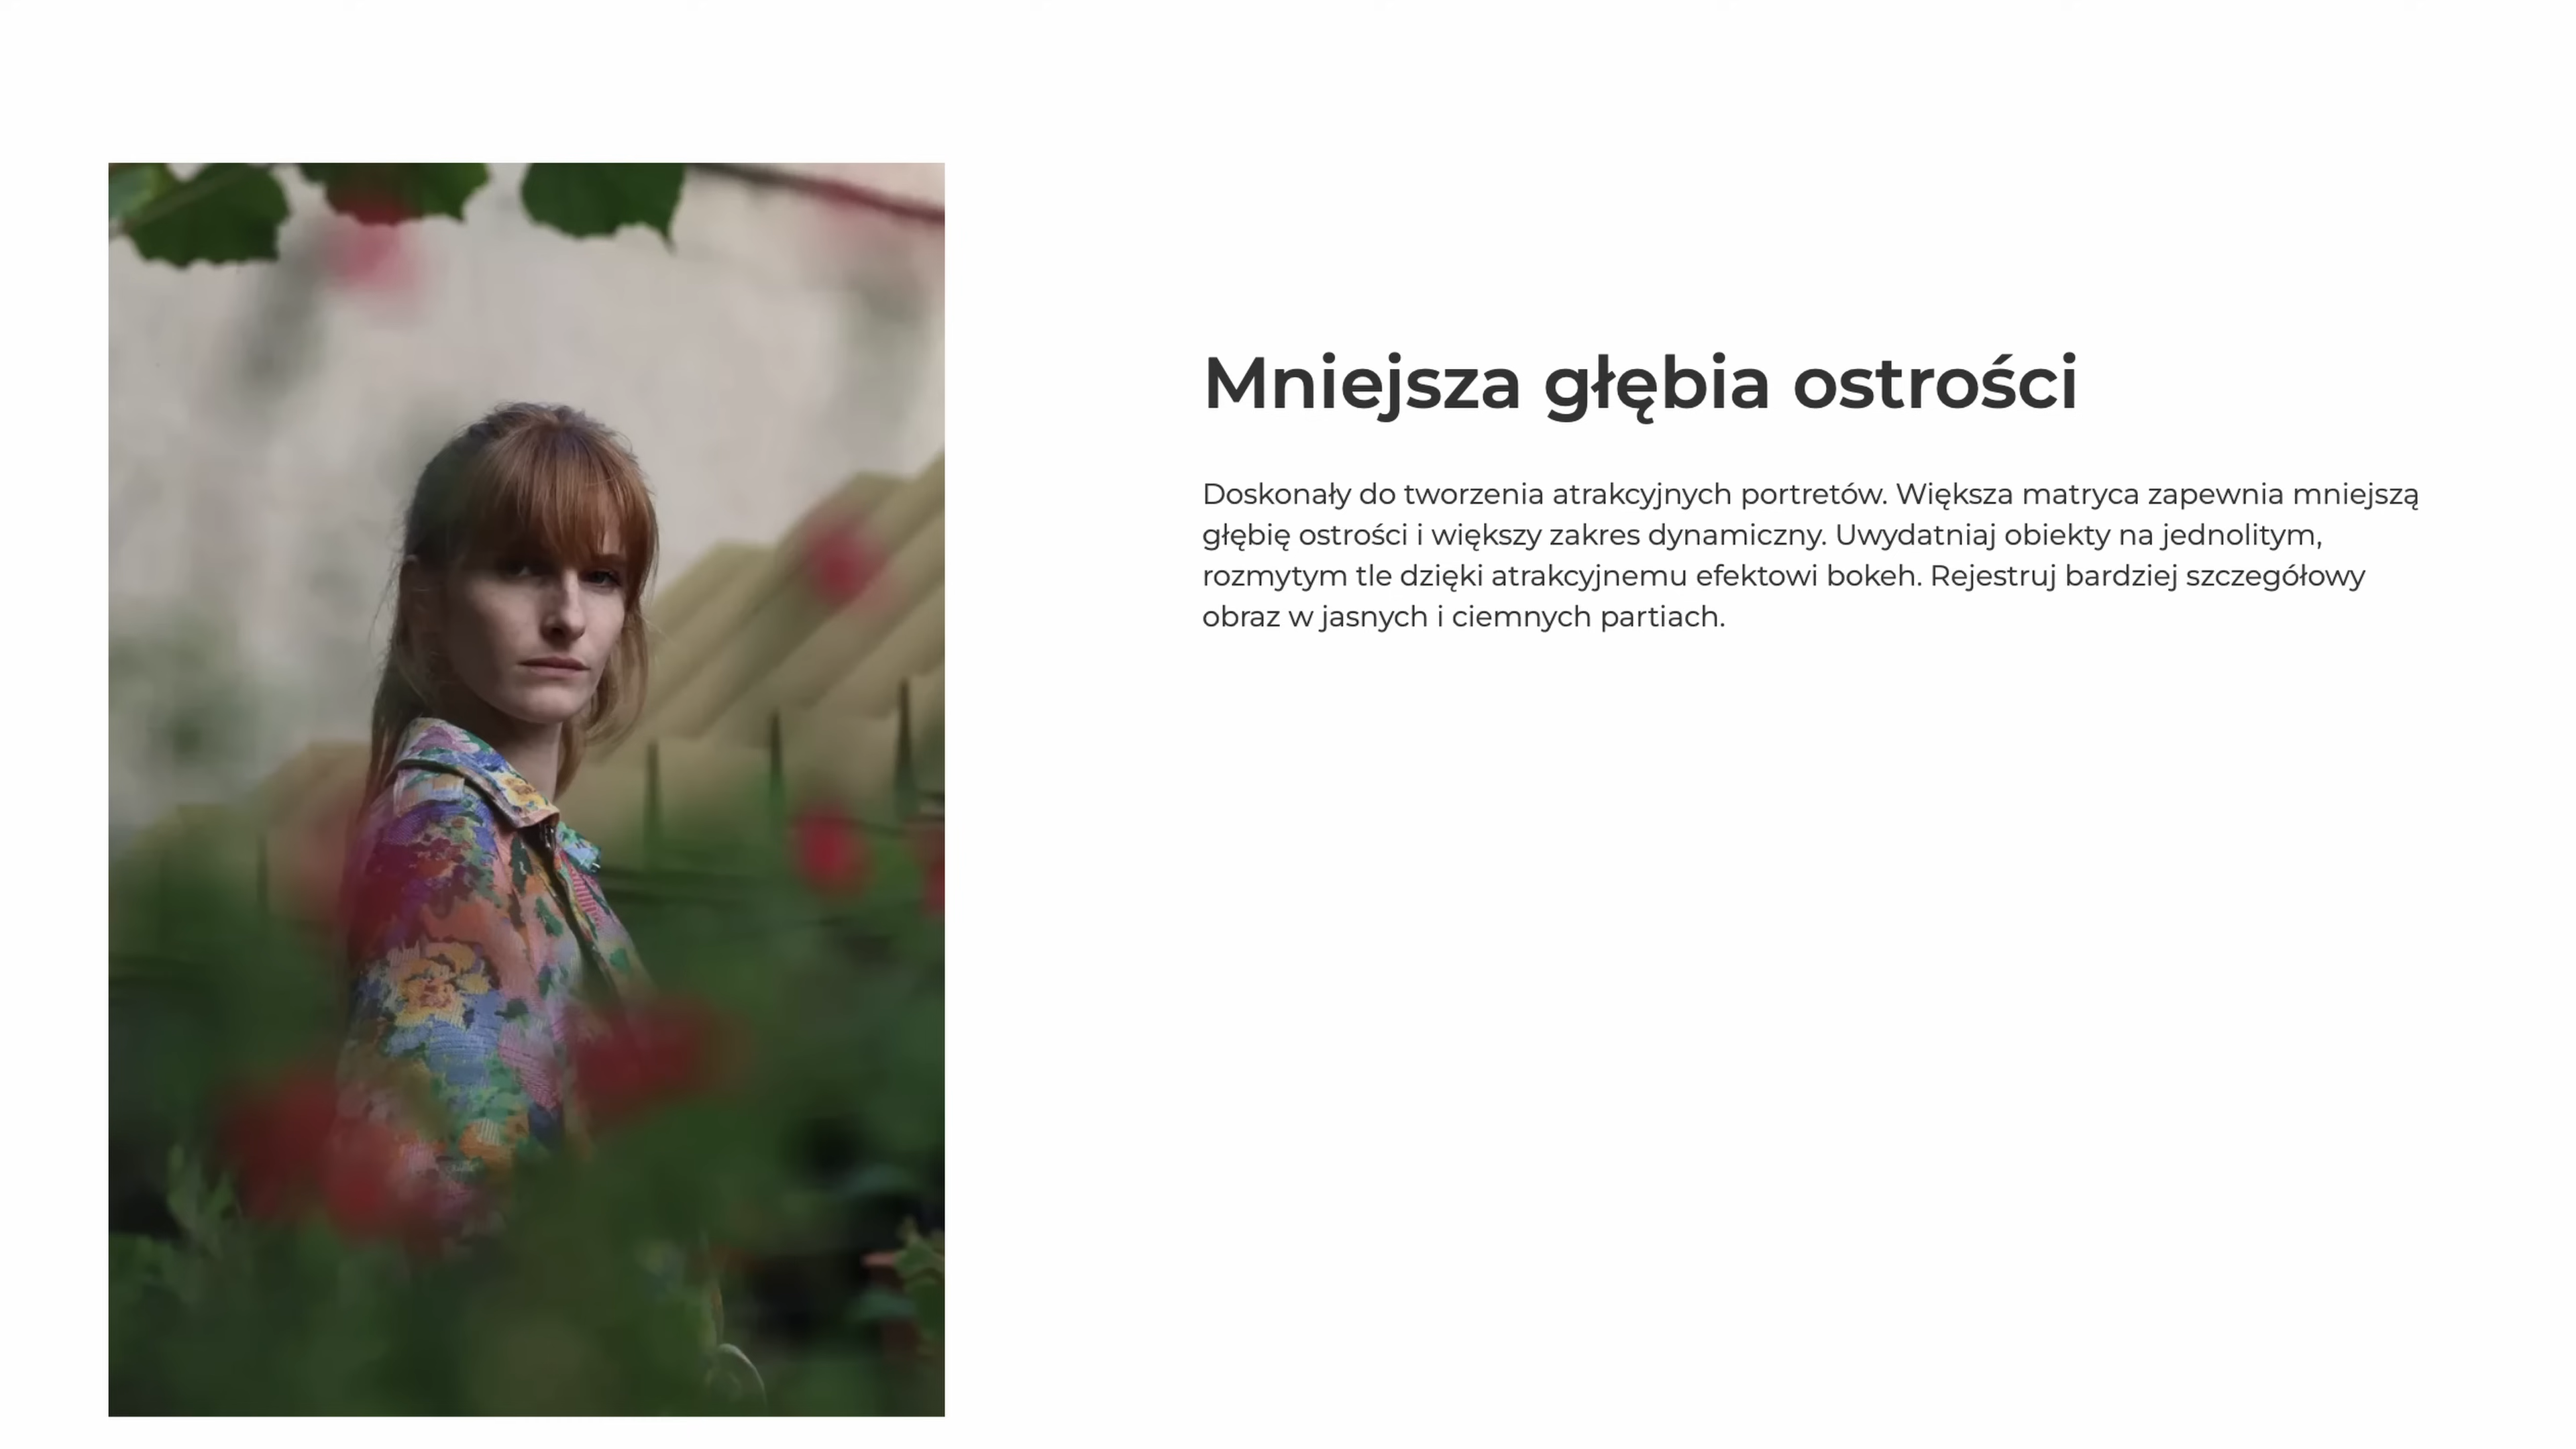 Mniejsza głębia ostrości
Doskonały do tworzenia atrakcyjnych portretów. Większa matryca zapewnia mniejszą
głębię ostrości i większy zakres dynamiczny. Uwydatniaj obiekty na jednolitym,
rozmytym tle dzięki atrakcyjnemu efektowi bokeh. Rejestruj bardziej szczegółowy
obraz w jasnych i ciemnych partiach.